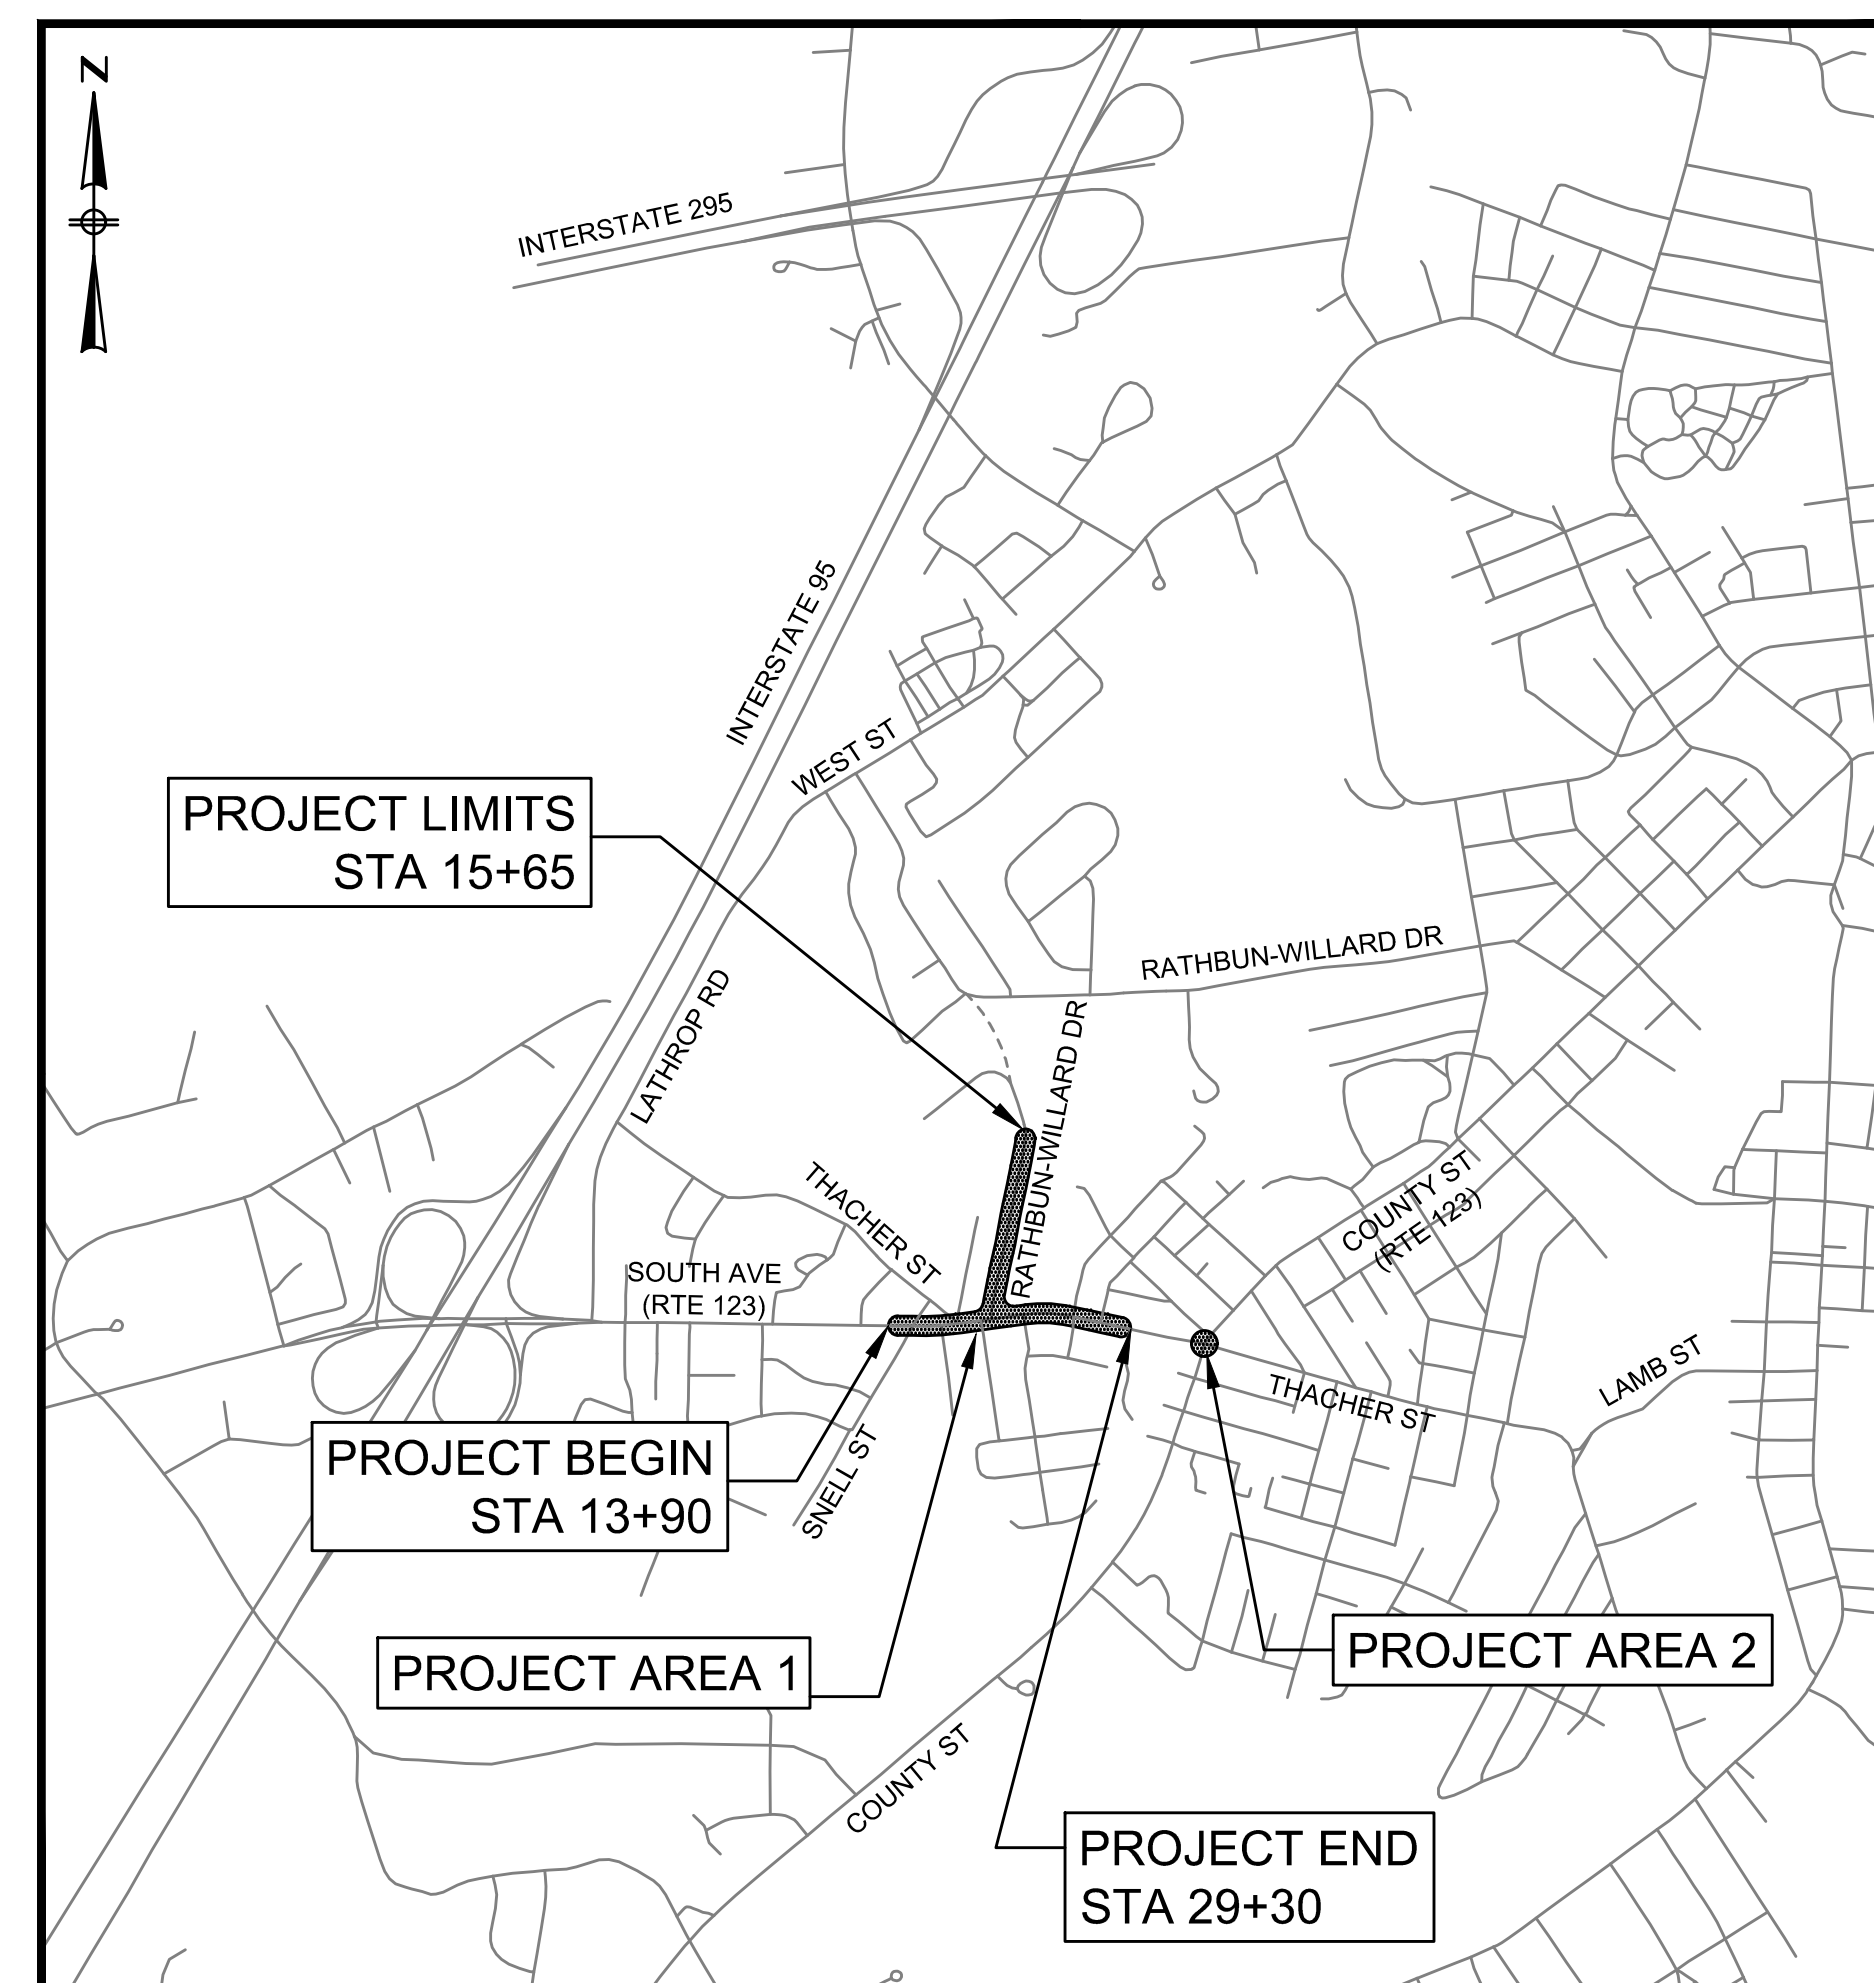 N
INTERSTATE 295
INTERSTATE 95
WEST ST
PROJECT LIMITS
STA 15+65
RATHBUN-WILLARD DR
LATHROP RD
RATHBUN-WILLARD DR
THACHER ST
COUNTY ST
(RTE 123)
SOUTH AVE
(RTE 123)
LAMB ST
THACHER ST
PROJECT BEGIN
STA 13+90
SNELL ST
PROJECT AREA 1
PROJECT AREA 2
COUNTY ST
PROJECT END
STA 29+30